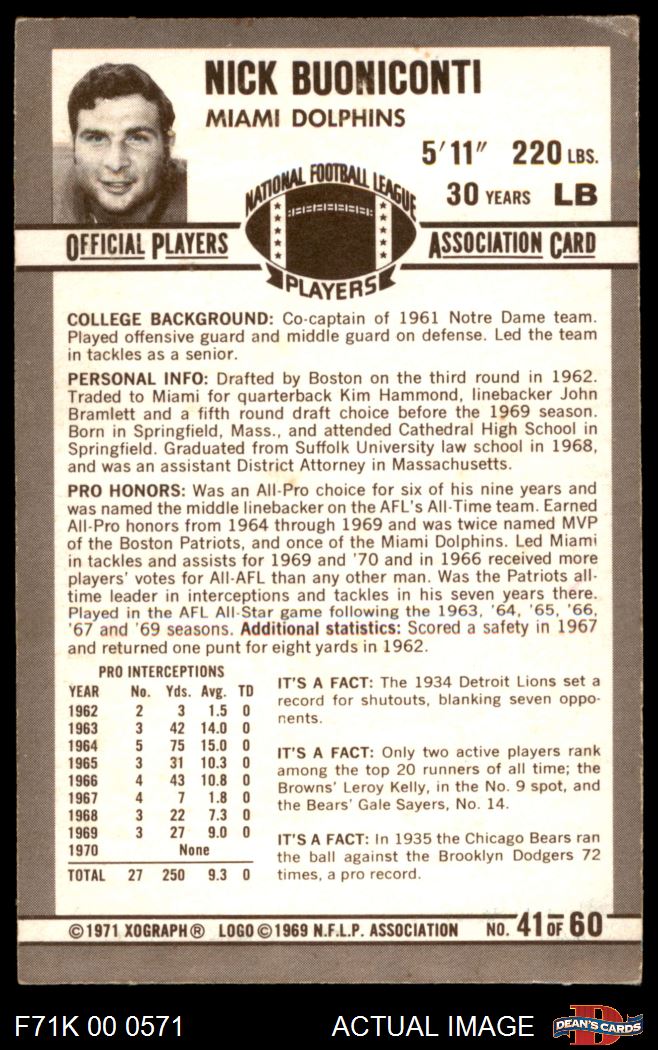 NICK BUONICONTI
MIAMI DOLPHINS
5'11" 220 LBS.
30 YEARS LB
NATIONAL FOOTBALL LEAGUE
PLAYERS
OFFICIAL PLAYERS ASSOCIATION CARD
COLLEGE BACKGROUND: Co-captain of 1961 Notre Dame team.
Played offensive guard and middle guard on defense. Led the team
in tackles as a senior.
PERSONAL INFO: Drafted by Boston on the third round in 1962.
Traded to Miami for quarterback Kim Hammond, linebacker John
Bramlett and a fifth round draft choice before the 1969 season.
Born in Springfield, Mass., and attended Cathedral High School in
Springfield. Graduated from Suffolk University law school in 1968,
and was an assistant District Attorney in Massachusetts.
PRO HONORS: Was an All-Pro choice for six of his nine years and
was named the middle linebacker on the AFL's All-Time team. Earned
All-Pro honors from 1964 through 1969 and was twice named MVP
of the Boston Patriots, and once of the Miami Dolphins. Led Miami
in tackles and assists for 1969 and '70 and in 1966 received more
players' votes for All-AFL than any other man. Was the Patriots all-
time leader in interceptions and tackles in his seven years there.
Played in the AFL All-Star game following the 1963, '64, '65, '66,
'67 and '69 seasons. Additional statistics: Scored a safety in 1967
and returned one punt for eight yards in 1962.
PRO INTERCEPTIONS
YEAR No. Yds. Avg. TD
1962 2 3 1.5 0
1963 3 42 14.0 0
1964 5 75 15.0 0
1965 3 31 10.3 0
1966 4 43 10.8 0
1967 4 7 1.8 0
1968 3 22 7.3 0
1969 3 27 9.0 0
1970 None
TOTAL 27 250 9.3 0
IT'S A FACT: The 1934 Detroit Lions set a
record for shutouts, blanking seven oppo-
nents.
IT'S A FACT: Only two active players rank
among the top 20 runners of all time; the
Browns' Leroy Kelly, in the No. 9 spot, and
the Bears' Gale Sayers, No. 14.
IT'S A FACT: In 1935 the Chicago Bears ran
the ball against the Brooklyn Dodgers 72
times, a pro record.
©1971 XOGRAPH® LOGO©1969 N.F.L.P. ASSOCIATION NO. 41 OF 60
F71K 00 0571 ACTUAL IMAGE
D
DEAN'S CARDS